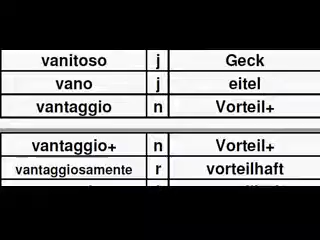 vanitoso j Geck
vano j eitel
vantaggio n Vorteil+
vantaggio+ n Vorteil+
vantaggiosamente r vorteilhaft